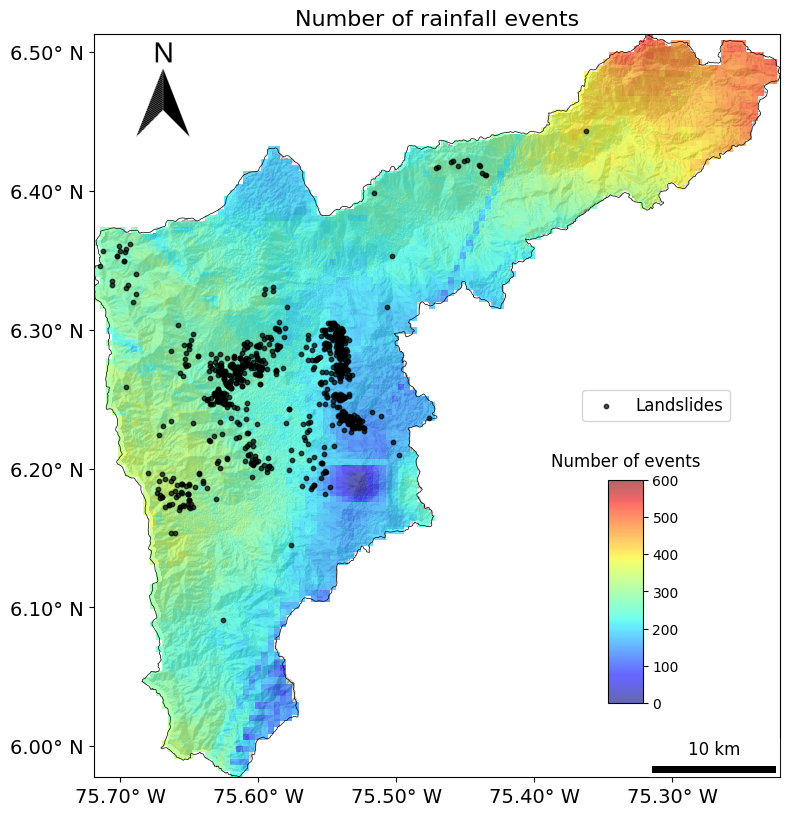 Number of rainfall events
N
6.50° N
6.40° N
6.30° N
6.20° N
6.10° N
6.00° N
Landslides
Number of events
600
500
400
300
200
100
0
10 km
75.70° W 75.60° W 75.50° W 75.40° W 75.30° W